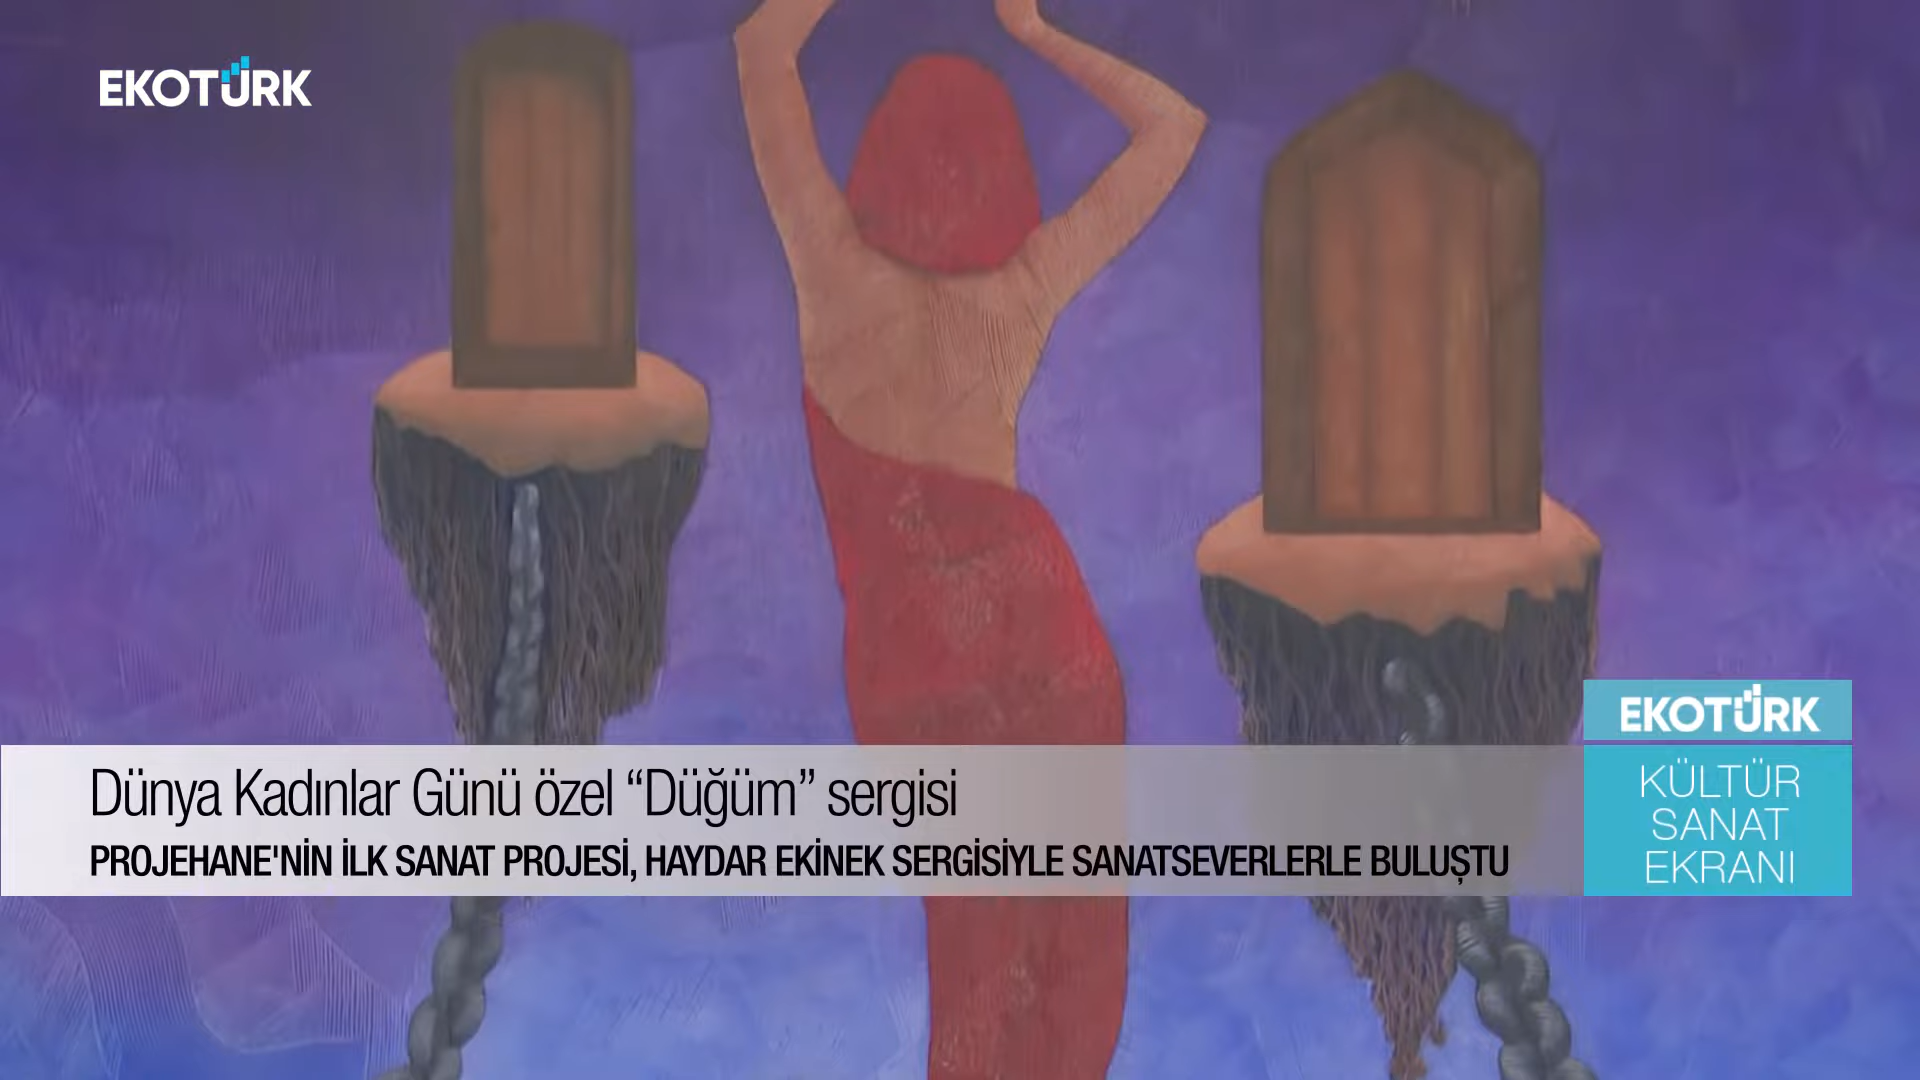 EKOTÜRK
EKOTÜRK
Dünya Kadınlar Günü özel “Düğüm” sergisi
PROJEHANE'NİN İLK SANAT PROJESİ, HAYDAR EKİNEK SERGİSİYLE SANATSEVERLERLE BULUŞTU
KÜLTÜR
SANAT
EKRANI